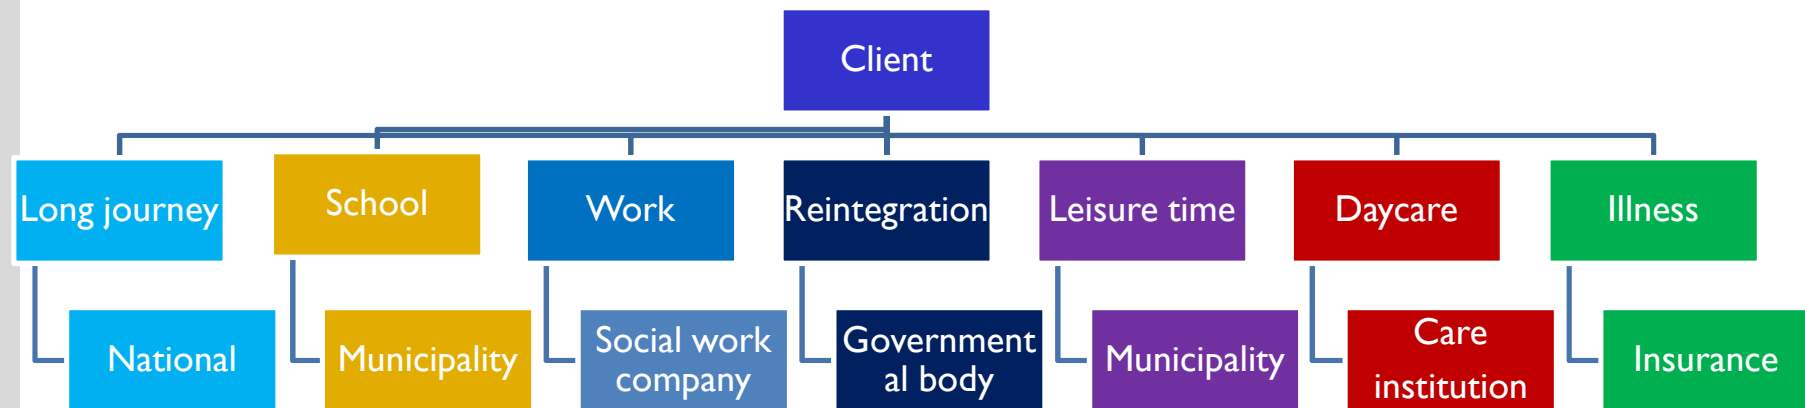 Client
Long journey
School
Work
Reintegration
Leisure time
Daycare
Illness
National
Municipality
Social work
company
Government
al body
Municipality
Care
institution
Insurance